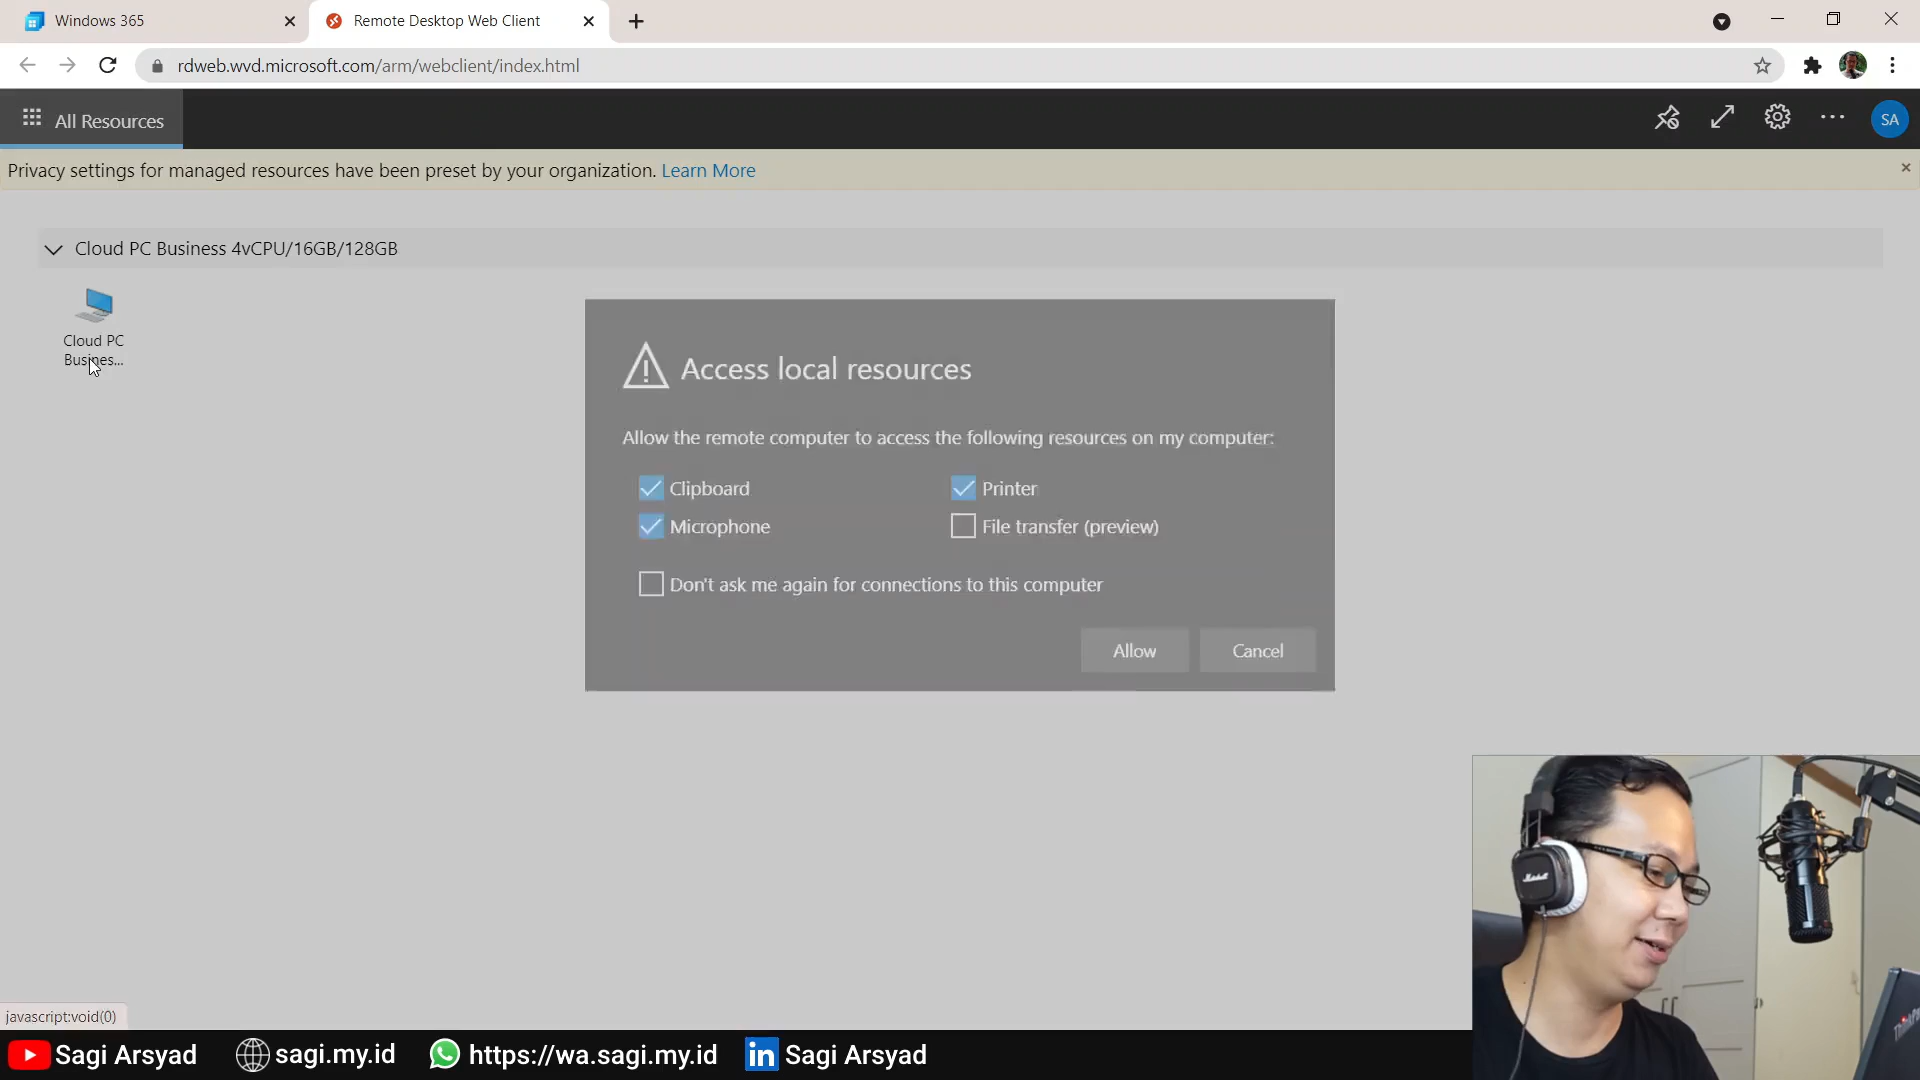 Windows 365
Remote Desktop Web Client
rdweb.wvd.microsoft.com/arm/webclient/index.html
All Resources
SA
Privacy settings for managed resources have been preset by your organization. Learn More
Cloud PC Business 4vCPU/16GB/128GB
Cloud PC
Busines...
Access local resources
Allow the remote computer to access the following resources on my computer:
Clipboard
Printer
Microphone
File transfer (preview)
Don't ask me again for connections to this computer
Allow
Cancel
Marshall
javascript:void(0)
Sagi Arsyad
sagi.my.id
https://wa.sagi.my.id
in Sagi Arsyad